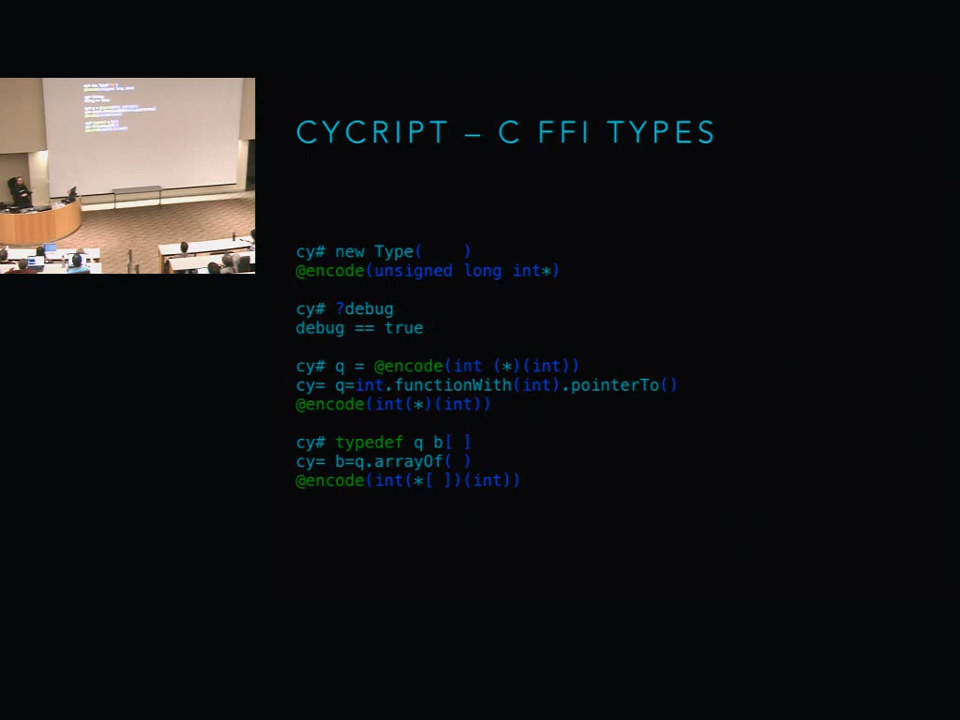 CYCRIPT – C FFI TYPES
cy# new Type( )
@encode(unsigned long int*)
cy# ?debug
debug == true
cy# q = @encode(int (*)(int))
cy= q=int.functionWith(int).pointerTo()
@encode(int(*)(int))
cy# typedef q b[ ]
cy= b=q.arrayOf( )
@encode(int(*[ ])(int))